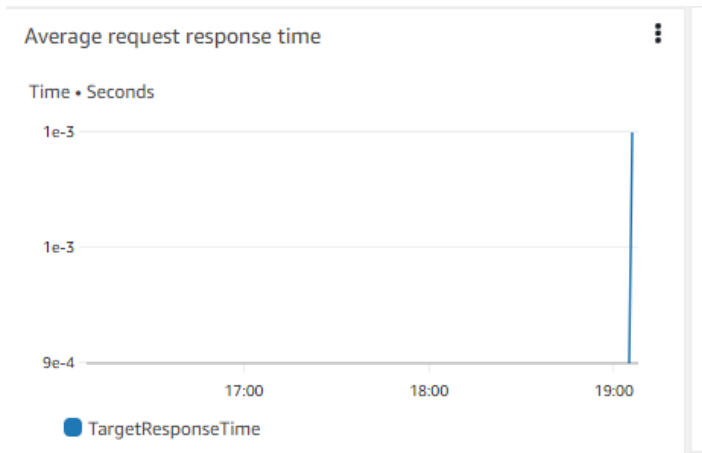 Average request response time
Time • Seconds
1e-3
1e-3
9e-4
17:00 18:00 19:00
TargetResponseTime